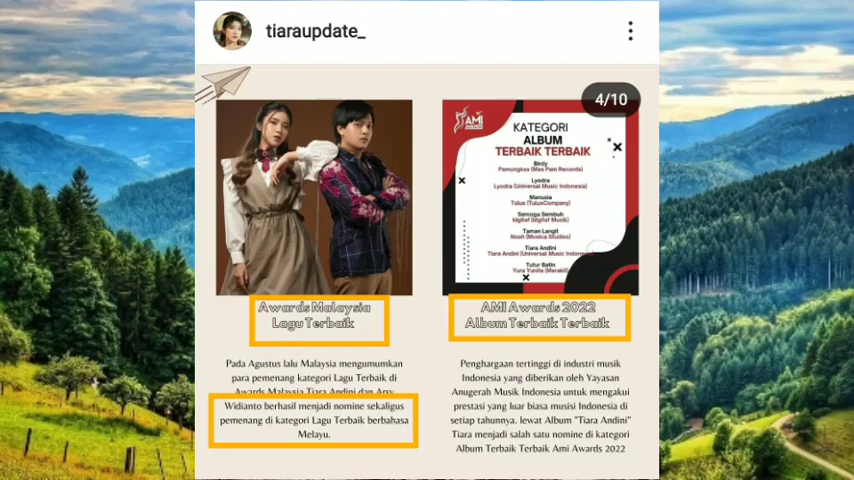 tiaraupdate_
4/10
AMI
AWARDS
KATEGORI
ALBUM
TERBAIK TERBAIK
Birdy
Pamungkas (Mas Pam Records)
Lyodra
Lyodra (Universal Music Indonesia)
Manusia
Tulus (TulusCompany)
Semoga Sembuh
Idgitaf (Idgitaf Musik)
Taman Langit
Noah (Musica Studios)
Tiara Andini
Tiara Andini (Universal Music Indonesia)
Tutur Batin
Yura Yunita (Merakit)
Awards Malaysia
Lagu Terbaik
Pada Agustus lalu Malaysia mengumumkan
para pemenang kategori Lagu Terbaik di
Awards Malaysia Tiara Andini dan Arsy
Widianto berhasil menjadi nomine sekaligus
pemenang di kategori Lagu Terbaik berbahasa
Melayu.
AMI Awards 2022
Album Terbaik Terbaik
Penghargaan tertinggi di industri musik
Indonesia yang diberikan oleh Yayasan
Anugerah Musik Indonesia untuk mengakui
prestasi yang luar biasa musisi Indonesia di
setiap tahunnya. lewat Album "Tiara Andini"
Tiara menjadi salah satu nomine di kategori
Album Terbaik Terbaik Ami Awards 2022